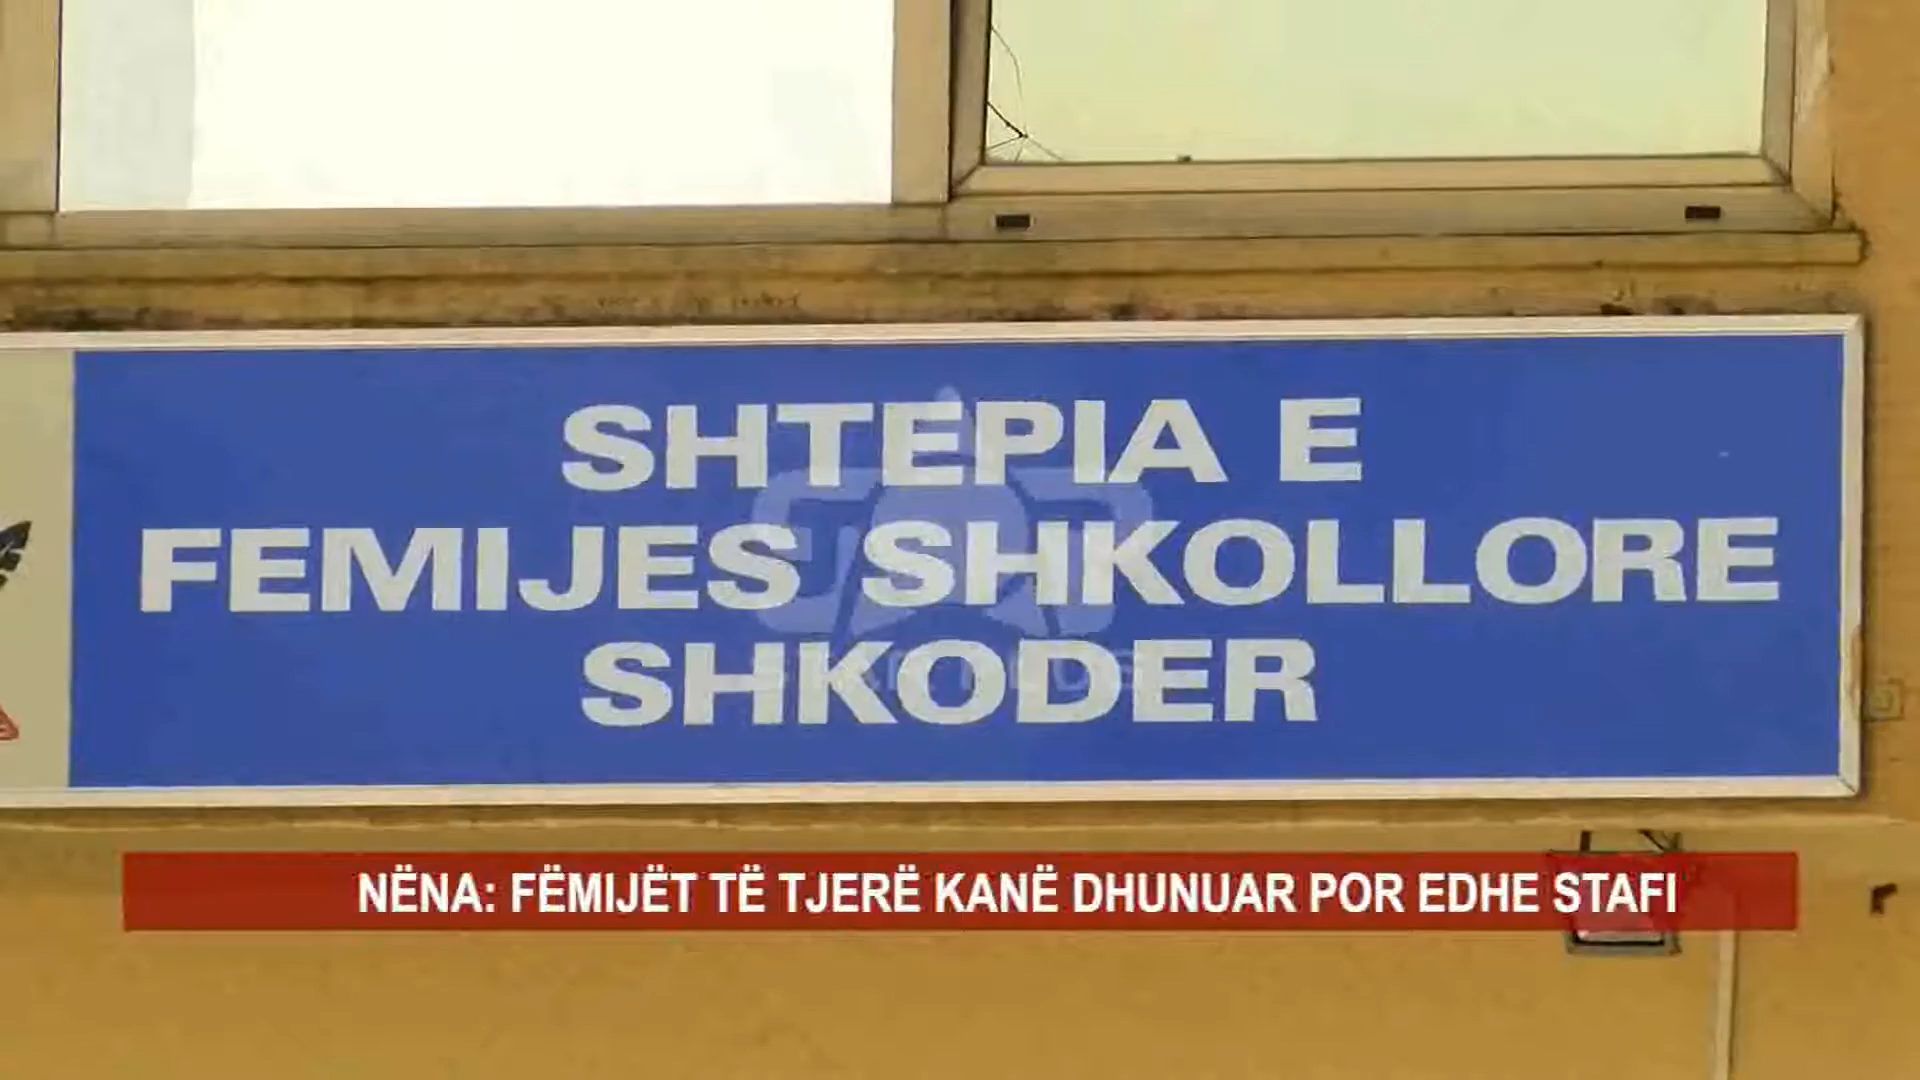 SHTEPIA E
FEMIJES SHKOLLORE
SHKODER
NËNA: FËMIJËT TË TJERË KANË DHUNUAR POR EDHE STAFI